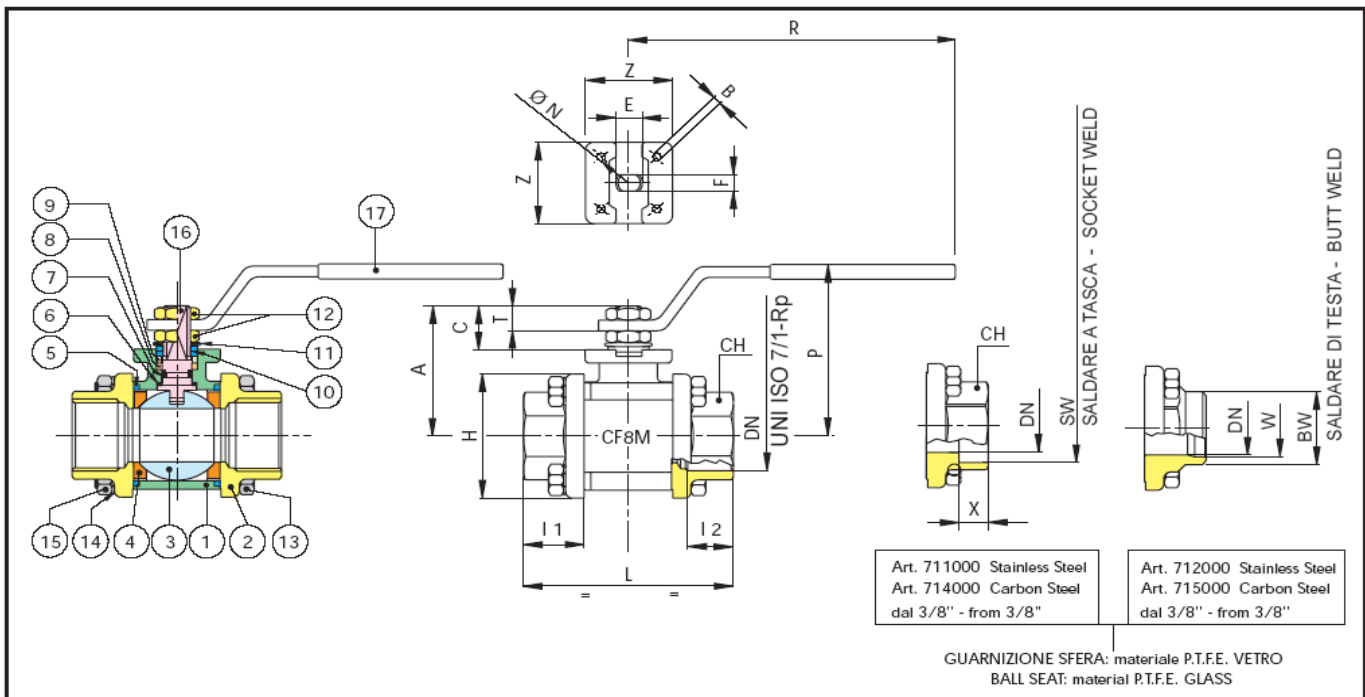 R
Z
B
Ø N
E
Z
F
9
8
7
6
5
16
17
12
11
10
A
C
T
P
CH
H
CF8M
DN
UNI ISO 7/1-Rp
l 1
l 2
L
=
=
15
14
4
3
1
2
13
CH
DN
SW
SALDARE A TASCA - SOCKET WELD
X
DN
W
BW
SALDARE DI TESTA - BUTT WELD
Art. 711000 Stainless Steel
Art. 714000 Carbon Steel
dal 3/8" - from 3/8"
Art. 712000 Stainless Steel
Art. 715000 Carbon Steel
dal 3/8" - from 3/8"
GUARNIZIONE SFERA: materiale P.T.F.E. VETRO
BALL SEAT: material P.T.F.E. GLASS